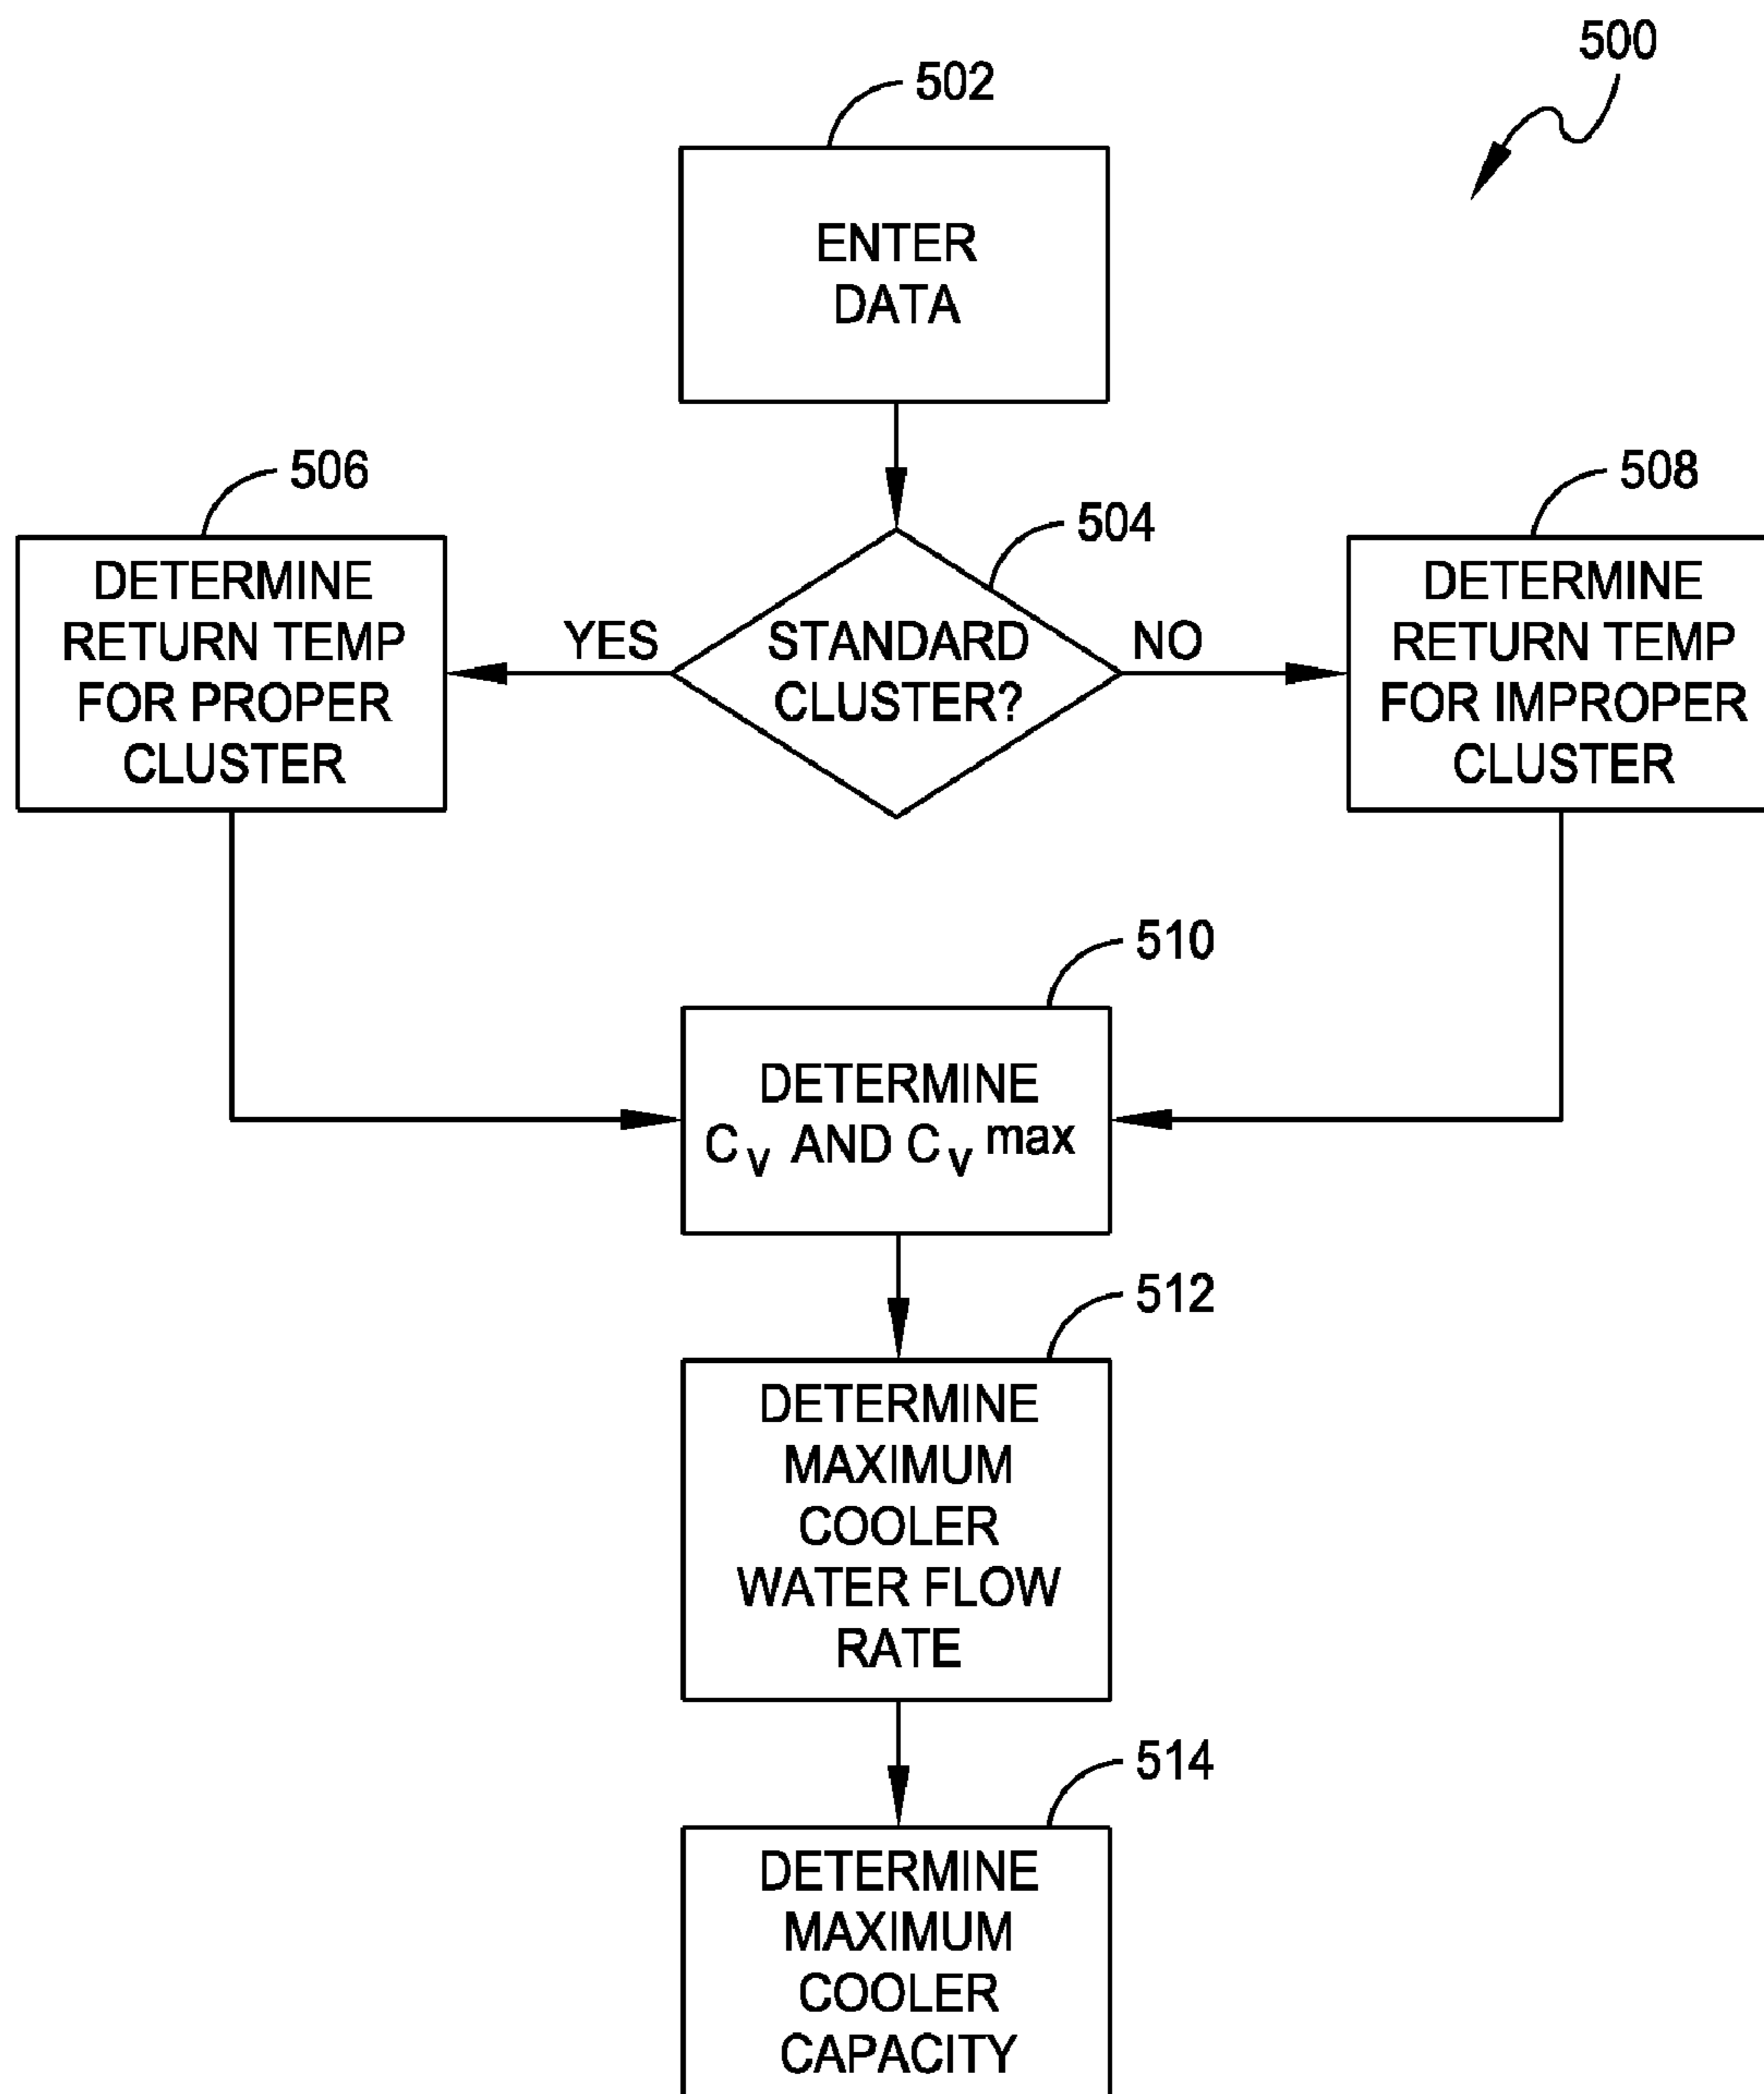 500
502
ENTER
DATA
506
DETERMINE
RETURN TEMP
FOR PROPER
CLUSTER
504
YES
STANDARD
CLUSTER?
NO
508
DETERMINE
RETURN TEMP
FOR IMPROPER
CLUSTER
510
DETERMINE
Cv AND Cv max
512
DETERMINE
MAXIMUM
COOLER
WATER FLOW
RATE
514
DETERMINE
MAXIMUM
COOLER
CAPACITY